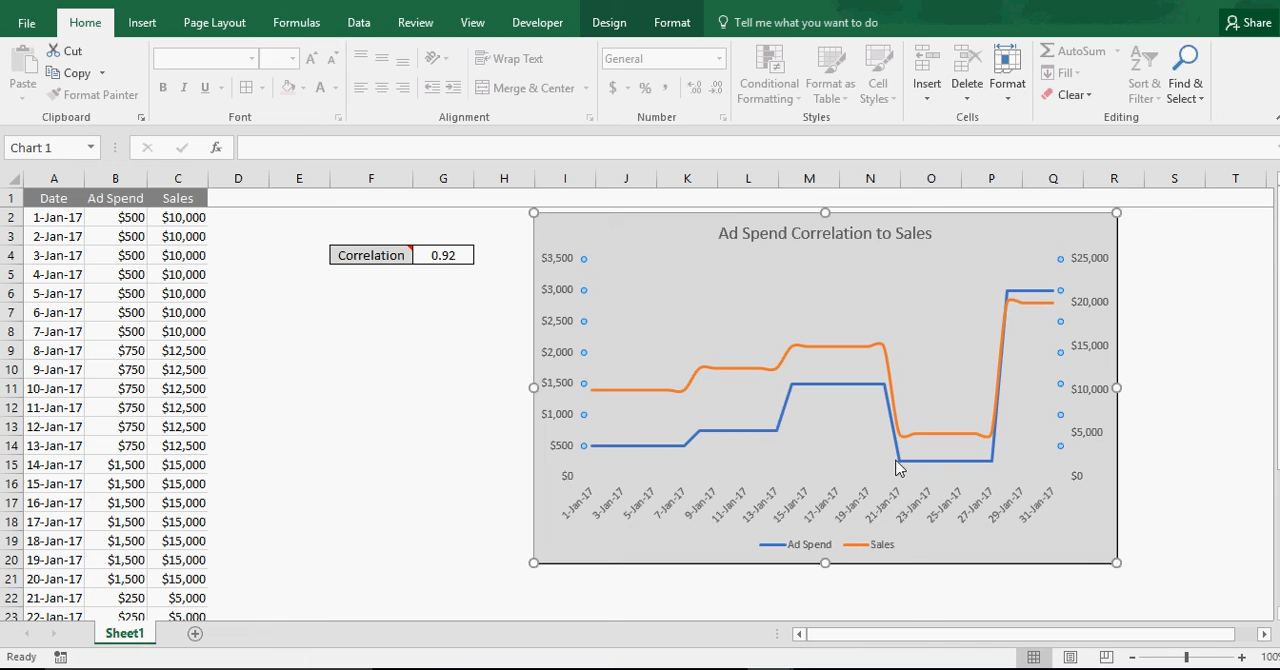 File Home Insert Page Layout Formulas Data Review View Developer Design Format Tell me what you want to do Share
Paste Cut Copy Format Painter
B I U A A A
Wrap Text Merge & Center
General
$ % ,
Conditional Formatting Format as Table Cell Styles
Insert Delete Format
AutoSum Fill Clear
Sort & Filter Find & Select
Clipboard Font Alignment Number Styles Cells Editing
Chart 1 fx
A B C D E F G H I J K L M N O P Q R S T
1 Date Ad Spend Sales
2 1-Jan-17 $500 $10,000
3 2-Jan-17 $500 $10,000
4 3-Jan-17 $500 $10,000 Correlation 0.92
5 4-Jan-17 $500 $10,000
6 5-Jan-17 $500 $10,000
7 6-Jan-17 $500 $10,000
8 7-Jan-17 $500 $10,000
9 8-Jan-17 $750 $12,500
10 9-Jan-17 $750 $12,500
11 10-Jan-17 $750 $12,500
12 11-Jan-17 $750 $12,500
13 12-Jan-17 $750 $12,500
14 13-Jan-17 $750 $12,500
15 14-Jan-17 $1,500 $15,000
16 15-Jan-17 $1,500 $15,000
17 16-Jan-17 $1,500 $15,000
18 17-Jan-17 $1,500 $15,000
19 18-Jan-17 $1,500 $15,000
20 19-Jan-17 $1,500 $15,000
21 20-Jan-17 $1,500 $15,000
22 21-Jan-17 $250 $5,000
23 22-Jan-17 $250 $5,000
Ad Spend Correlation to Sales
$3,500 $25,000
$3,000
$2,500 $20,000
$2,000 $15,000
$1,500
$1,000 $10,000
$500 $5,000
$0 $0
1-Jan-17 3-Jan-17 5-Jan-17 7-Jan-17 9-Jan-17 11-Jan-17 13-Jan-17 15-Jan-17 17-Jan-17 19-Jan-17 21-Jan-17 23-Jan-17 25-Jan-17 27-Jan-17 29-Jan-17 31-Jan-17
Ad Spend Sales
Sheet1
Ready 100%